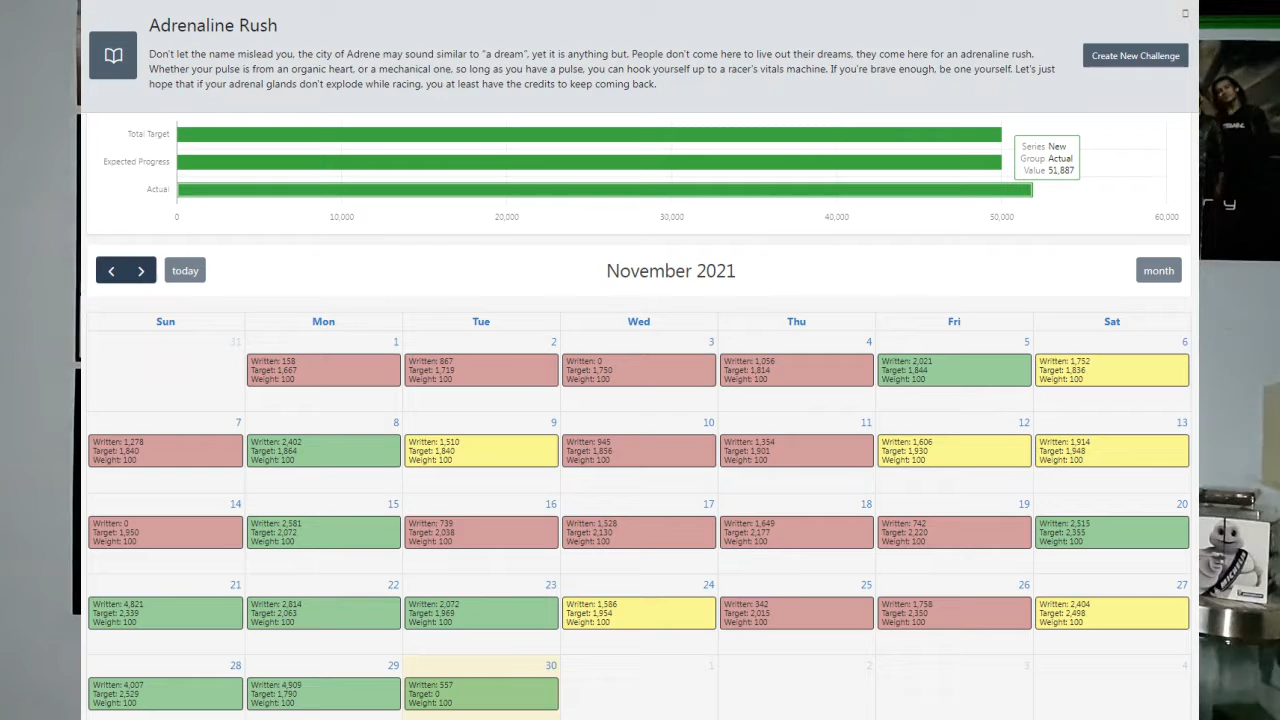 Adrenaline Rush
Don't let the name mislead you, the city of Adrene may sound similar to "a dream", yet it is anything but. People don't come here to live out their dreams, they come here for an adrenaline rush.
Whether your pulse is from an organic heart, or a mechanical one, so long as you have a pulse, you can hook yourself up to a racer's vitals machine. If you're brave enough, be one yourself. Let's just
hope that if your adrenal glands don't explode while racing, you at least have the credits to keep coming back.
Create New Challenge
Total Target
Expected Progress
Actual
Series New
Group Actual
Value 51,887
0 10,000 20,000 30,000 40,000 50,000 60,000
today
November 2021
month
Sun Mon Tue Wed Thu Fri Sat
31 1 2 3 4 5 6
Written: 158
Target: 1,667
Weight: 100
Written: 867
Target: 1,719
Weight: 100
Written: 0
Target: 1,750
Weight: 100
Written: 1,056
Target: 1,814
Weight: 100
Written: 2,021
Target: 1,844
Weight: 100
Written: 1,752
Target: 1,836
Weight: 100
7 8 9 10 11 12 13
Written: 1,278
Target: 1,840
Weight: 100
Written: 2,402
Target: 1,864
Weight: 100
Written: 1,510
Target: 1,840
Weight: 100
Written: 945
Target: 1,856
Weight: 100
Written: 1,354
Target: 1,901
Weight: 100
Written: 1,606
Target: 1,930
Weight: 100
Written: 1,914
Target: 1,948
Weight: 100
14 15 16 17 18 19 20
Written: 0
Target: 1,950
Weight: 100
Written: 2,581
Target: 2,072
Weight: 100
Written: 739
Target: 2,038
Weight: 100
Written: 1,528
Target: 2,130
Weight: 100
Written: 1,649
Target: 2,177
Weight: 100
Written: 742
Target: 2,220
Weight: 100
Written: 2,515
Target: 2,355
Weight: 100
21 22 23 24 25 26 27
Written: 4,821
Target: 2,339
Weight: 100
Written: 2,814
Target: 2,063
Weight: 100
Written: 2,072
Target: 1,969
Weight: 100
Written: 1,586
Target: 1,954
Weight: 100
Written: 342
Target: 2,015
Weight: 100
Written: 1,758
Target: 2,350
Weight: 100
Written: 2,404
Target: 2,498
Weight: 100
28 29 30 1 2 3 4
Written: 4,007
Target: 2,529
Weight: 100
Written: 4,909
Target: 1,790
Weight: 100
Written: 557
Target: 0
Weight: 100
r y
MICHELIN